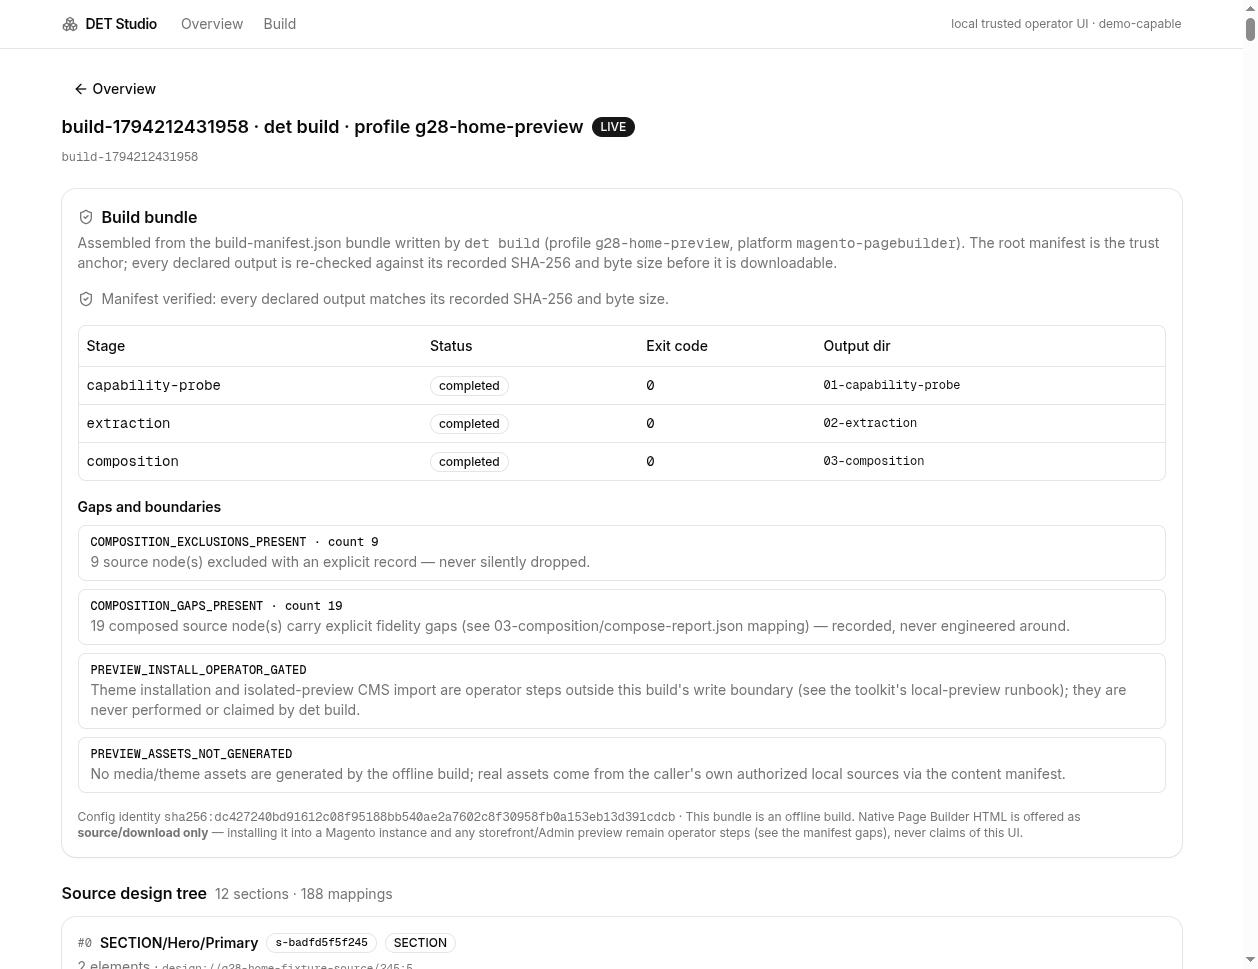 DET Studio Overview Build local trusted operator UI · demo-capable
← Overview
build-1794212431958 · det build · profile g28-home-preview LIVE
build-1794212431958
Build bundle
Assembled from the build-manifest.json bundle written by det build (profile g28-home-preview, platform magento-pagebuilder). The root manifest is the trust
anchor; every declared output is re-checked against its recorded SHA-256 and byte size before it is downloadable.
Manifest verified: every declared output matches its recorded SHA-256 and byte size.
Stage Status Exit code Output dir
capability-probe completed 0 01-capability-probe
extraction completed 0 02-extraction
composition completed 0 03-composition
Gaps and boundaries
COMPOSITION_EXCLUSIONS_PRESENT · count 9
9 source node(s) excluded with an explicit record — never silently dropped.
COMPOSITION_GAPS_PRESENT · count 19
19 composed source node(s) carry explicit fidelity gaps (see 03-composition/compose-report.json mapping) — recorded, never engineered around.
PREVIEW_INSTALL_OPERATOR_GATED
Theme installation and isolated-preview CMS import are operator steps outside this build's write boundary (see the toolkit's local-preview runbook); they are
never performed or claimed by det build.
PREVIEW_ASSETS_NOT_GENERATED
No media/theme assets are generated by the offline build; real assets come from the caller's own authorized local sources via the content manifest.
Config identity sha256:dc427240bd91612c08f95188bb540ae2a7602c8f30958fb0a153eb13d391cdcb · This bundle is an offline build. Native Page Builder HTML is offered as
source/download only — installing it into a Magento instance and any storefront/Admin preview remain operator steps (see the manifest gaps), never claims of this UI.
Source design tree 12 sections · 188 mappings
#0 SECTION/Hero/Primary s-badfd5f5f245 SECTION
2 elements · design://g28-home-fixture-source/245:5